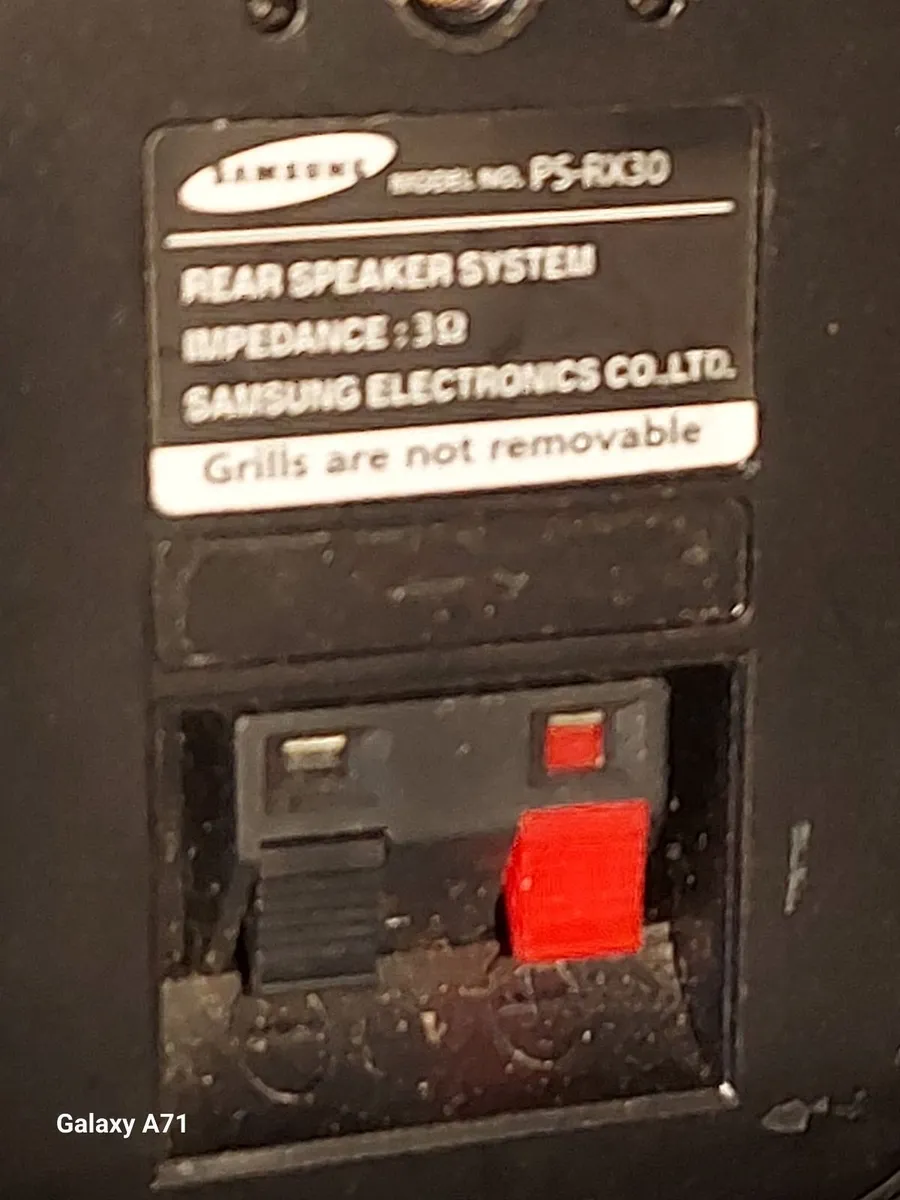 SAMSUNG MODEL NO. PS-RX30
REAR SPEAKER SYSTEM
IMPEDANCE : 3Ω
SAMSUNG ELECTRONICS CO.,LTD.
Grills are not removable
Galaxy A71